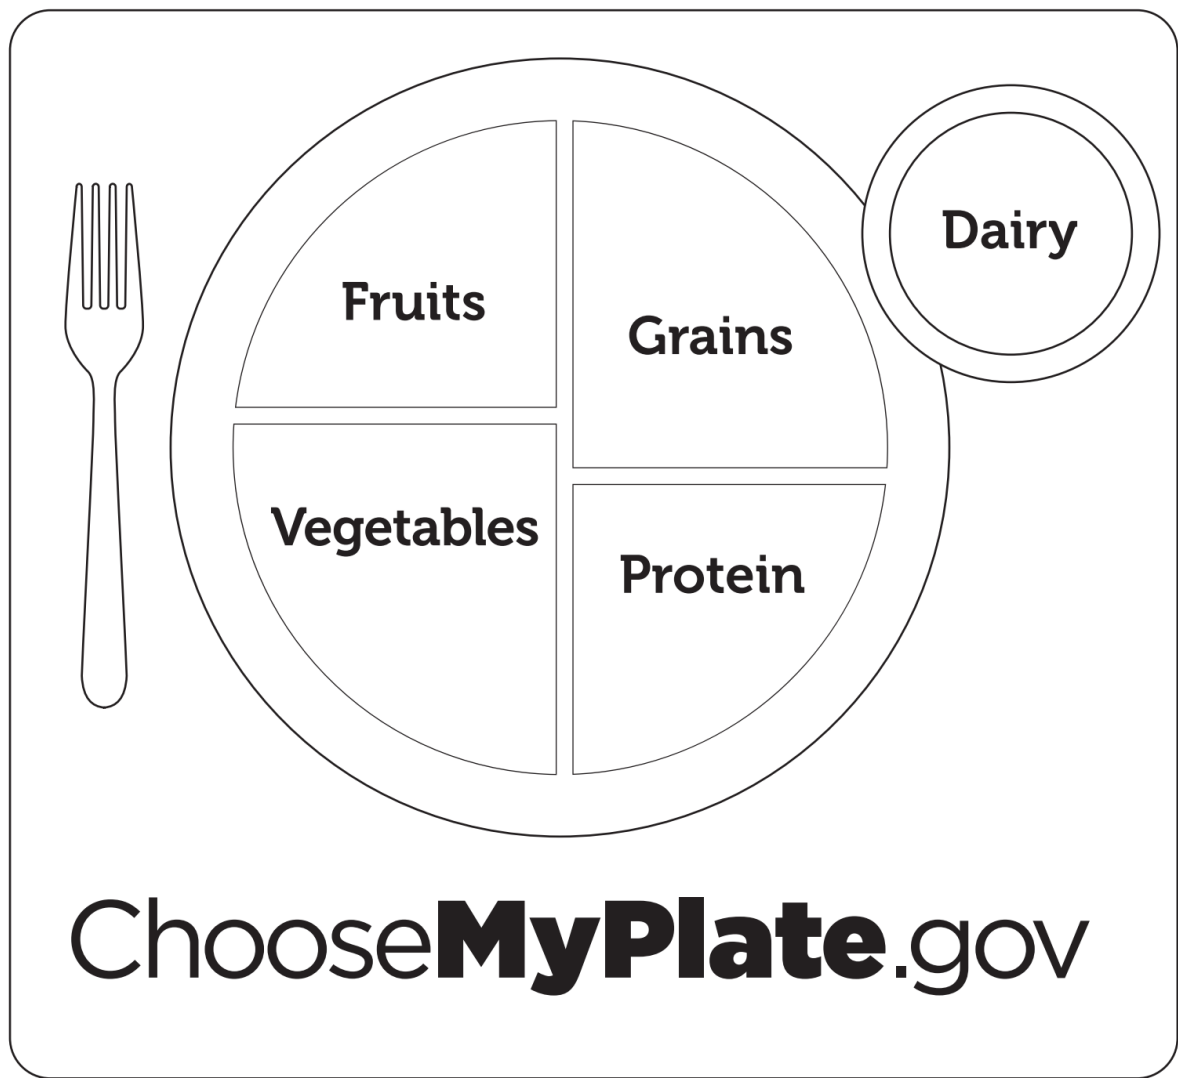 Dairy
Fruits
Grains
Vegetables
Protein
ChooseMyPlate.gov